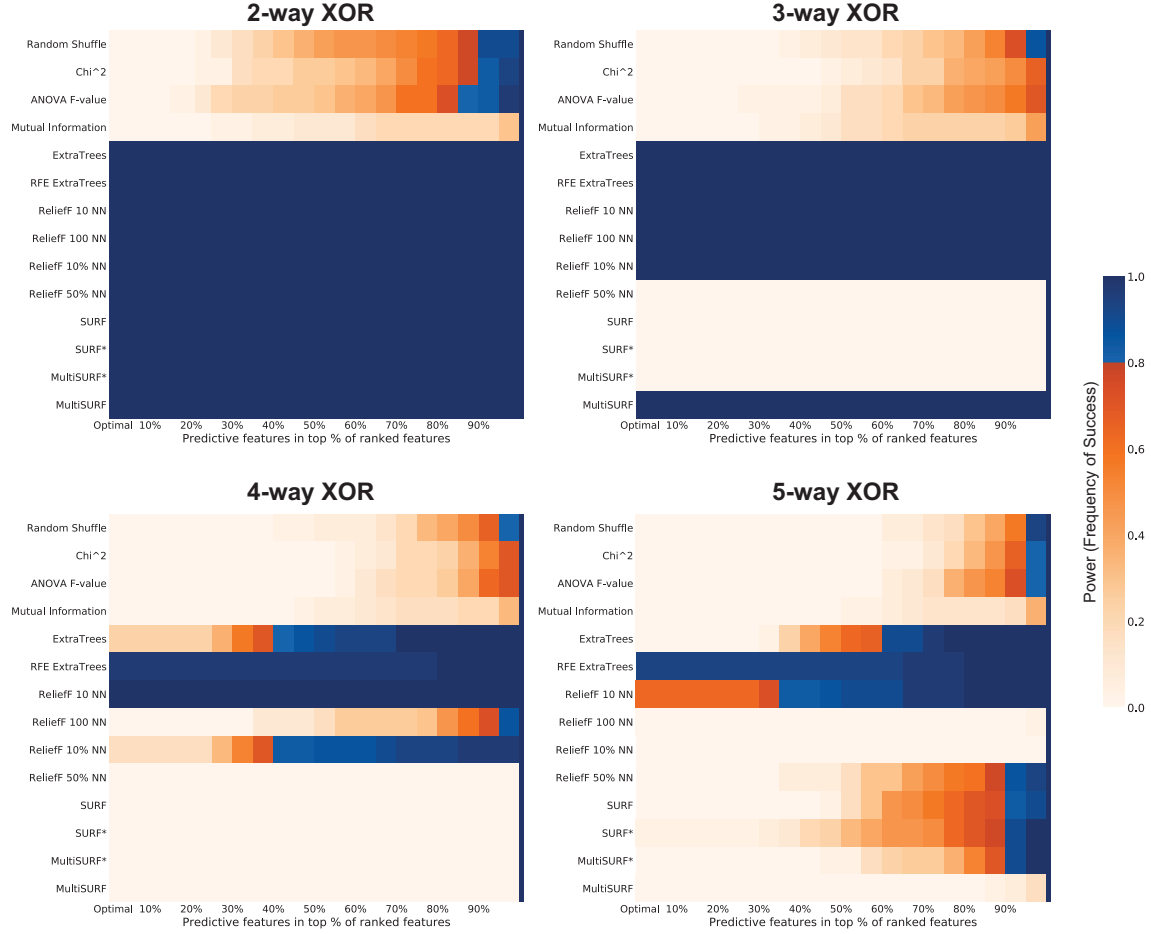 2-way XOR
Random Shuffle
Chi^2
ANOVA F-value
Mutual Information
ExtraTrees
RFE ExtraTrees
ReliefF 10 NN
ReliefF 100 NN
ReliefF 10% NN
ReliefF 50% NN
SURF
SURF*
MultiSURF*
MultiSURF
Optimal 10% 20% 30% 40% 50% 60% 70% 80% 90%
Predictive features in top % of ranked features
3-way XOR
Random Shuffle
Chi^2
ANOVA F-value
Mutual Information
ExtraTrees
RFE ExtraTrees
ReliefF 10 NN
ReliefF 100 NN
ReliefF 10% NN
ReliefF 50% NN
SURF
SURF*
MultiSURF*
MultiSURF
Optimal 10% 20% 30% 40% 50% 60% 70% 80% 90%
Predictive features in top % of ranked features
4-way XOR
Random Shuffle
Chi^2
ANOVA F-value
Mutual Information
ExtraTrees
RFE ExtraTrees
ReliefF 10 NN
ReliefF 100 NN
ReliefF 10% NN
ReliefF 50% NN
SURF
SURF*
MultiSURF*
MultiSURF
Optimal 10% 20% 30% 40% 50% 60% 70% 80% 90%
Predictive features in top % of ranked features
5-way XOR
Random Shuffle
Chi^2
ANOVA F-value
Mutual Information
ExtraTrees
RFE ExtraTrees
ReliefF 10 NN
ReliefF 100 NN
ReliefF 10% NN
ReliefF 50% NN
SURF
SURF*
MultiSURF*
MultiSURF
Optimal 10% 20% 30% 40% 50% 60% 70% 80% 90%
Predictive features in top % of ranked features
Power (Frequency of Success)
1.0
0.8
0.6
0.4
0.2
0.0